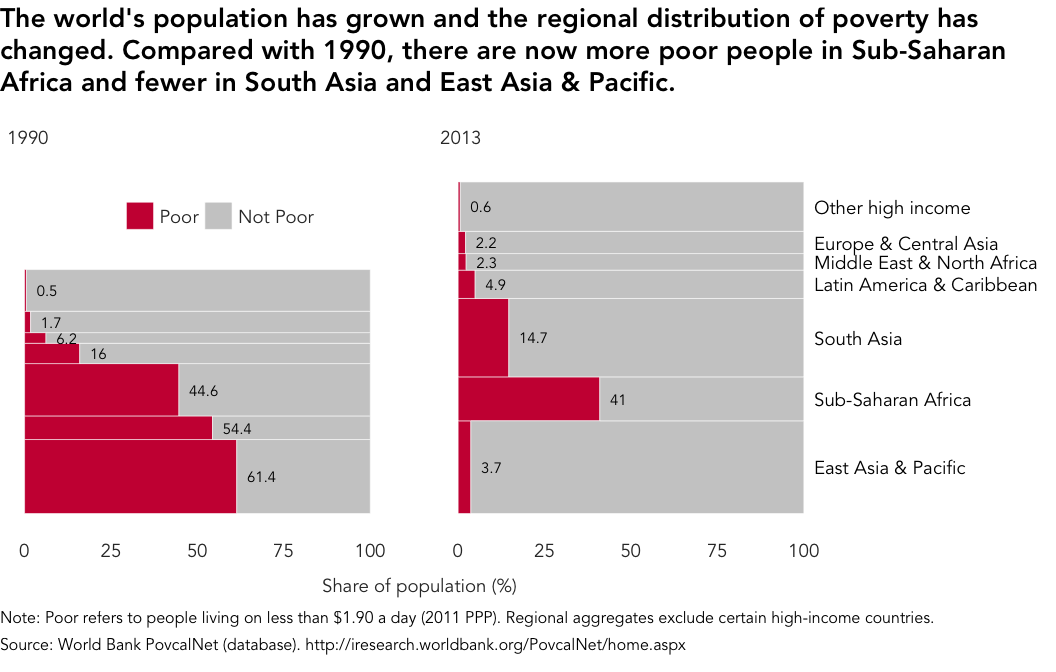 The world's population has grown and the regional distribution of poverty has
changed. Compared with 1990, there are now more poor people in Sub-Saharan
Africa and fewer in South Asia and East Asia & Pacific.
1990
2013
Poor
Not Poor
0.5
1.7
6.2
16
44.6
54.4
61.4
0 25 50 75 100
0.6 Other high income
2.2 Europe & Central Asia
2.3 Middle East & North Africa
4.9 Latin America & Caribbean
14.7 South Asia
41 Sub-Saharan Africa
3.7 East Asia & Pacific
0 25 50 75 100
Share of population (%)
Note: Poor refers to people living on less than $1.90 a day (2011 PPP). Regional aggregates exclude certain high-income countries.
Source: World Bank PovcalNet (database). http://iresearch.worldbank.org/PovcalNet/home.aspx